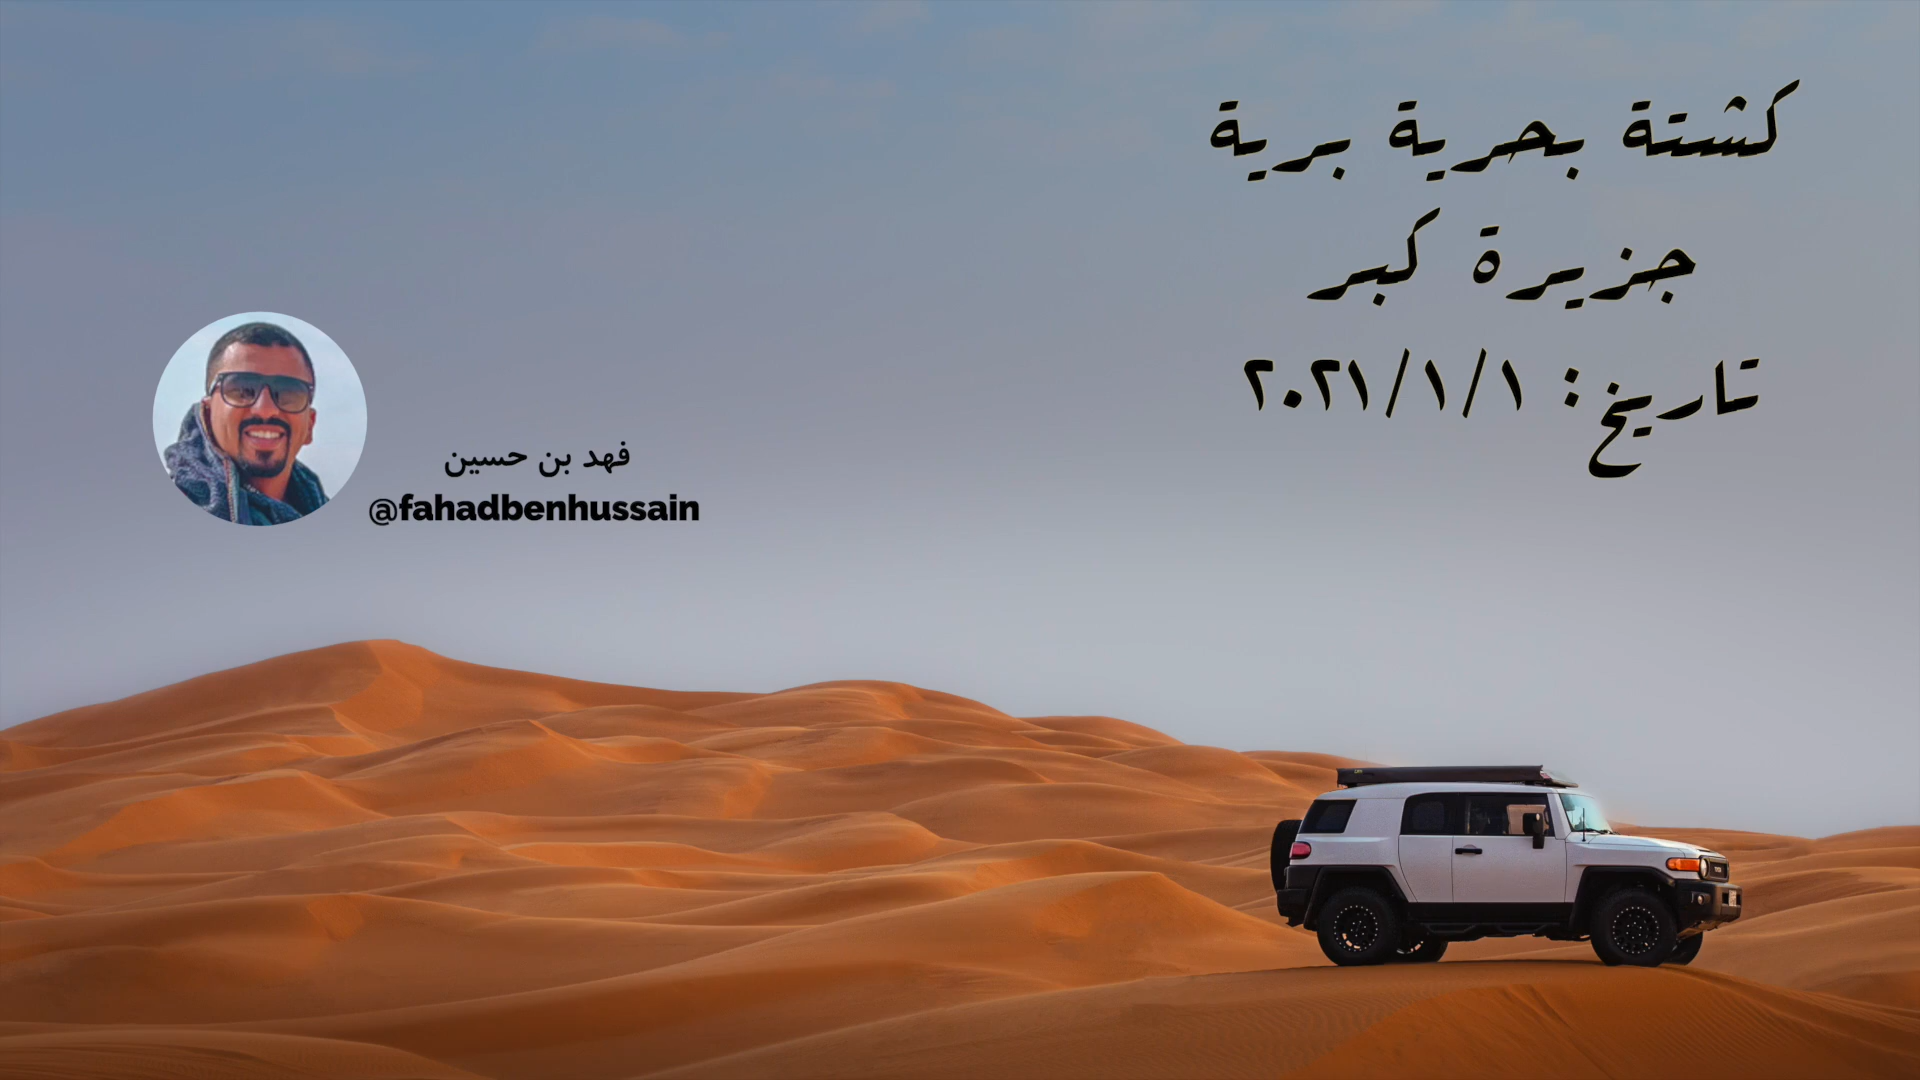 كشتة بحرية برية
جزيرة كبر
تاريخ: ٢٠٢١/١/١
فهد بن حسين
@fahadbenhussain